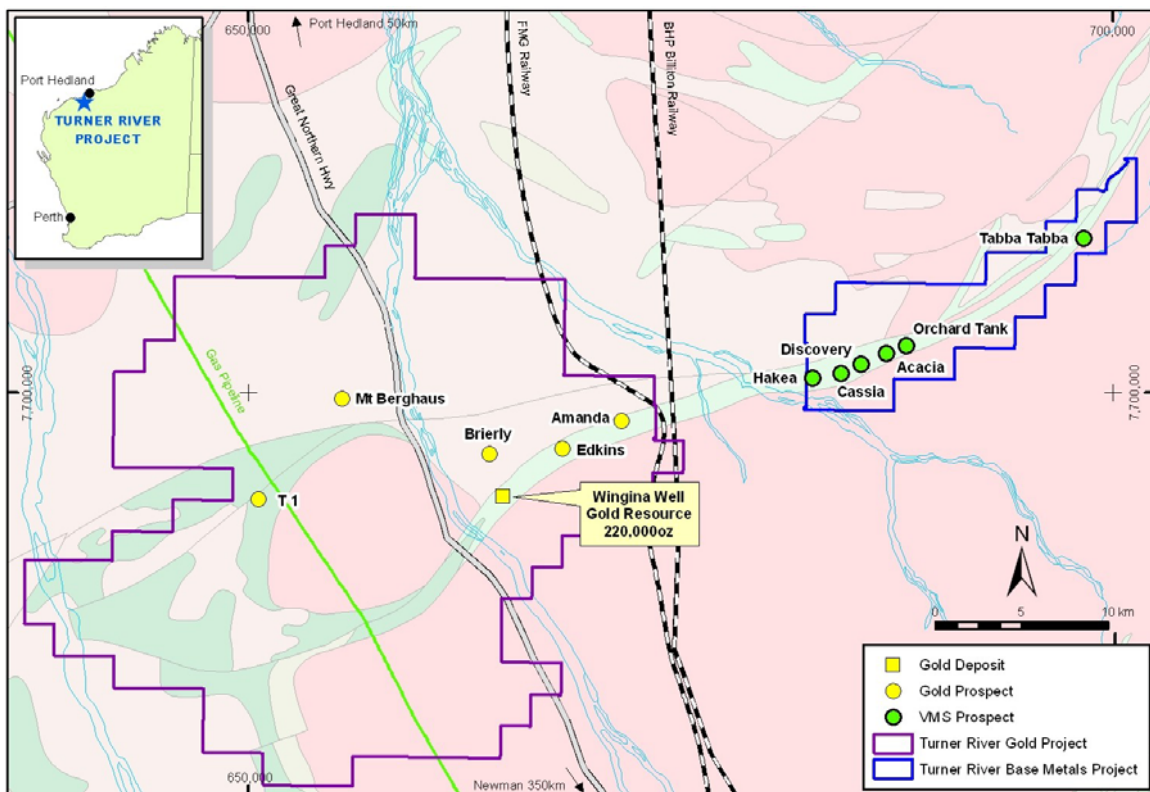 650,000
Port Hedland 50km
700,000
Port Hedland
TURNER RIVER
PROJECT
Perth
FMG Railway
BHP Billion Railway
Great Northern Hwy
Tabba Tabba
Orchard Tank
Discovery
Acacia
Hakea
Cassia
7,700,000
7,700,000
Gas Pipeline
Mt Berghaus
Amanda
Brierly
Edkins
T 1
Wingina Well
Gold Resource
220,000oz
N
0 5 10 km
Gold Deposit
Gold Prospect
VMS Prospect
Turner River Gold Project
Turner River Base Metals Project
650,000
Newman 350km